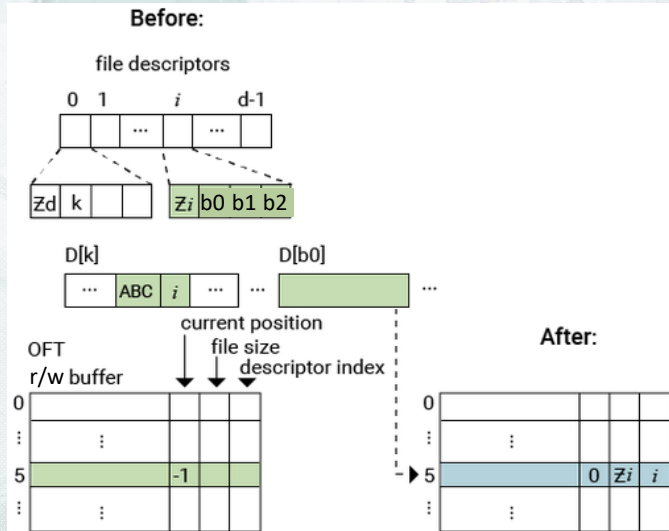 Before:
file descriptors
0 1 i d-1
... ...
Ƶd k Ƶi b0 b1 b2
D[k] D[b0]
... ABC i ... ... ...
current position
OFT file size After:
r/w buffer descriptor index
0 0
⋮ ⋮ ⋮ ⋮
5 -1 5 0 Ƶi i
⋮ ⋮ ⋮ ⋮